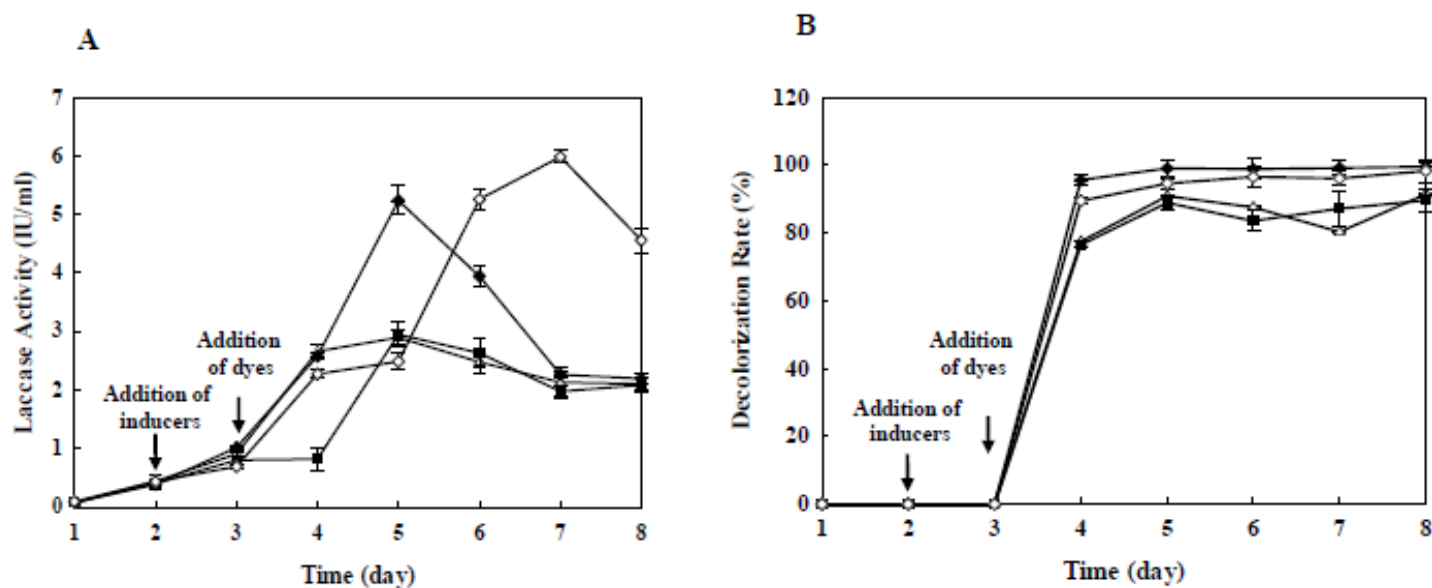 A
Laccase Activity (IU/ml)
7
6
5
4
3
2
1
0
Addition of
inducers
Addition
of dyes
1 2 3 4 5 6 7 8
Time (day)
B
Decolorization Rate (%)
120
100
80
60
40
20
0
Addition of
inducers
Addition
of dyes
1 2 3 4 5 6 7 8
Time (day)